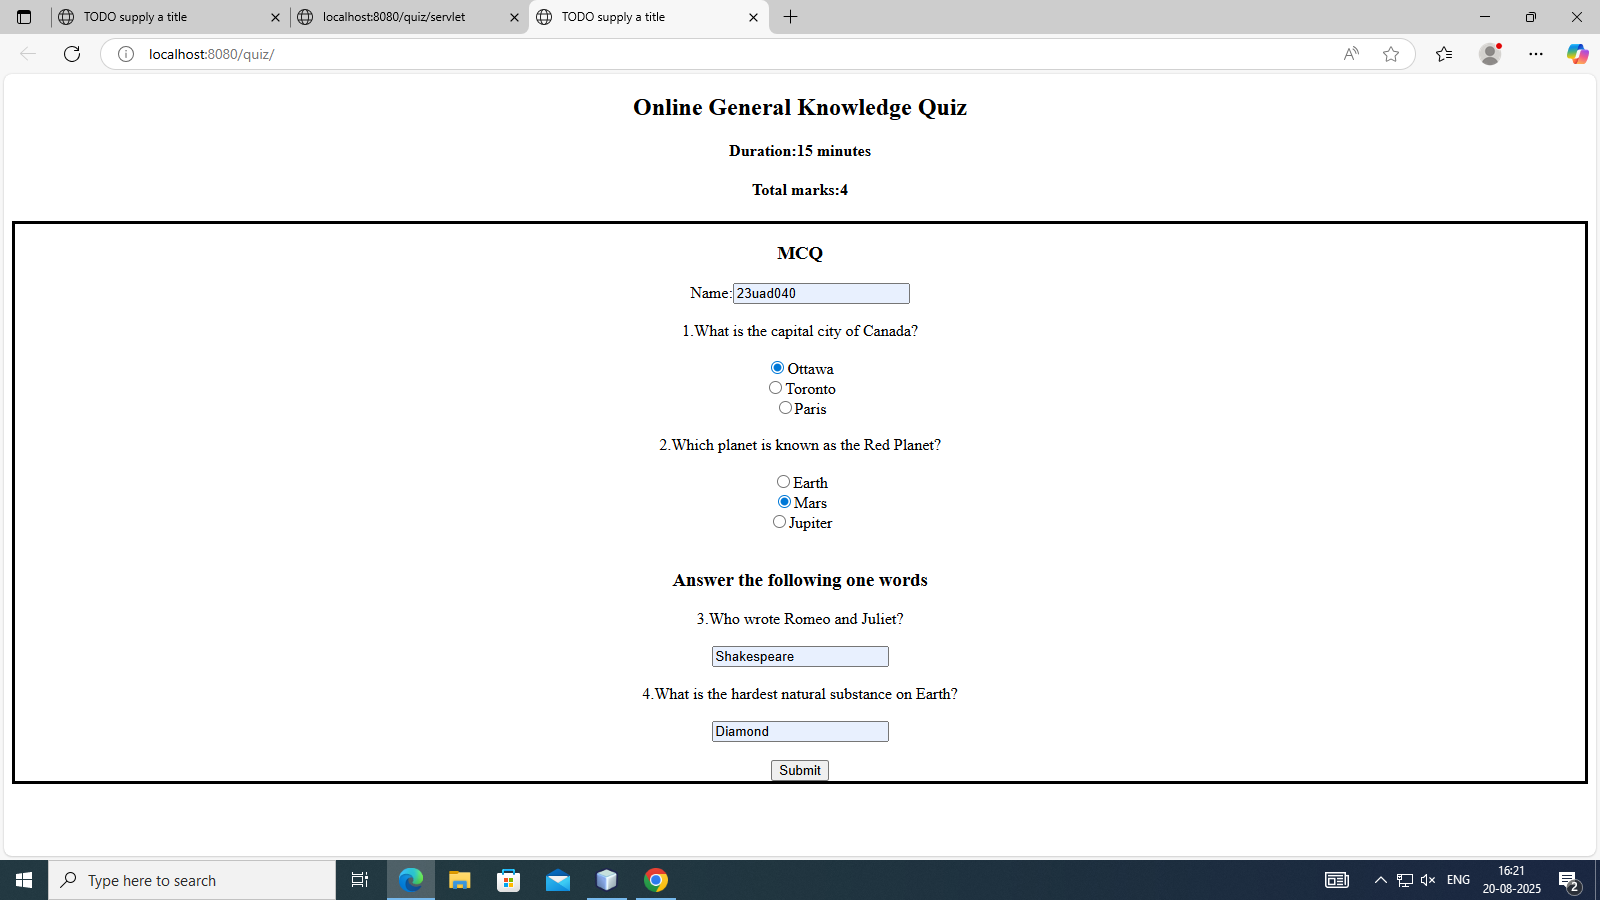 TODO supply a title
localhost:8080/quiz/servlet
TODO supply a title
localhost:8080/quiz/
Online General Knowledge Quiz
Duration:15 minutes
Total marks:4
MCQ
Name:23uad040
1.What is the capital city of Canada?
Ottawa
Toronto
Paris
2.Which planet is known as the Red Planet?
Earth
Mars
Jupiter
Answer the following one words
3.Who wrote Romeo and Juliet?
Shakespeare
4.What is the hardest natural substance on Earth?
Diamond
Submit
Type here to search
ENG
16:21
20-08-2025
2